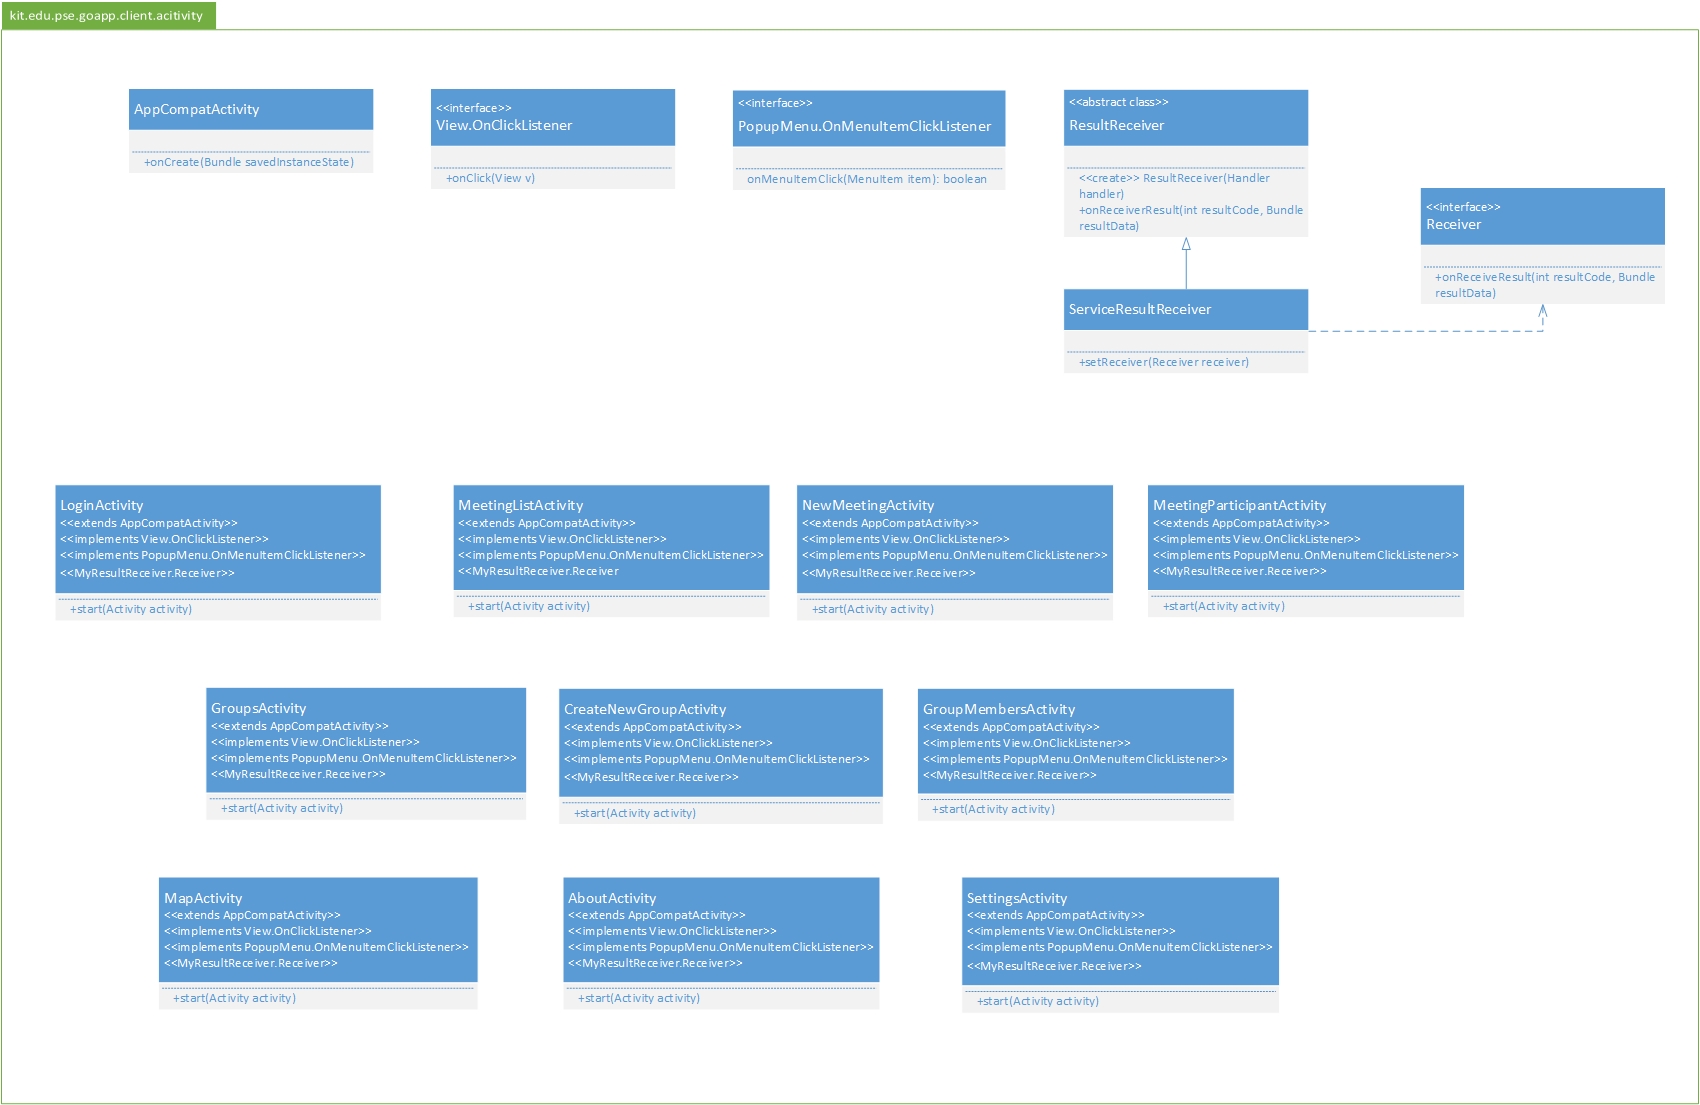 kit.edu.pse.goapp.client.acitivity
AppCompatActivity
+onCreate(Bundle savedInstanceState)
<<interface>>
View.OnClickListener
+onClick(View v)
<<interface>>
PopupMenu.OnMenuItemClickListener
onMenuItemClick(MenuItem item): boolean
<<abstract class>>
ResultReceiver
<<create>> ResultReceiver(Handler
handler)
+onReceiverResult(int resultCode, Bundle
resultData)
<<interface>>
Receiver
+onReceiveResult(int resultCode, Bundle
resultData)
ServiceResultReceiver
+setReceiver(Receiver receiver)
LoginActivity
<<extends AppCompatActivity>>
<<implements View.OnClickListener>>
<<implements PopupMenu.OnMenuItemClickListener>>
<<MyResultReceiver.Receiver>>
+start(Activity activity)
MeetingListActivity
<<extends AppCompatActivity>>
<<implements View.OnClickListener>>
<<implements PopupMenu.OnMenuItemClickListener>>
<<MyResultReceiver.Receiver
+start(Activity activity)
NewMeetingActivity
<<extends AppCompatActivity>>
<<implements View.OnClickListener>>
<<implements PopupMenu.OnMenuItemClickListener>>
<<MyResultReceiver.Receiver>>
+start(Activity activity)
MeetingParticipantActivity
<<extends AppCompatActivity>>
<<implements View.OnClickListener>>
<<implements PopupMenu.OnMenuItemClickListener>>
<<MyResultReceiver.Receiver>>
+start(Activity activity)
GroupsActivity
<<extends AppCompatActivity>>
<<implements View.OnClickListener>>
<<implements PopupMenu.OnMenuItemClickListener>>
<<MyResultReceiver.Receiver>>
+start(Activity activity)
CreateNewGroupActivity
<<extends AppCompatActivity>>
<<implements View.OnClickListener>>
<<implements PopupMenu.OnMenuItemClickListener>>
<<MyResultReceiver.Receiver>>
+start(Activity activity)
GroupMembersActivity
<<extends AppCompatActivity>>
<<implements View.OnClickListener>>
<<implements PopupMenu.OnMenuItemClickListener>>
<<MyResultReceiver.Receiver>>
+start(Activity activity)
MapActivity
<<extends AppCompatActivity>>
<<implements View.OnClickListener>>
<<implements PopupMenu.OnMenuItemClickListener>>
<<MyResultReceiver.Receiver>>
+start(Activity activity)
AboutActivity
<<extends AppCompatActivity>>
<<implements View.OnClickListener>>
<<implements PopupMenu.OnMenuItemClickListener>>
<<MyResultReceiver.Receiver>>
+start(Activity activity)
SettingsActivity
<<extends AppCompatActivity>>
<<implements View.OnClickListener>>
<<implements PopupMenu.OnMenuItemClickListener>>
<<MyResultReceiver.Receiver>>
+start(Activity activity)